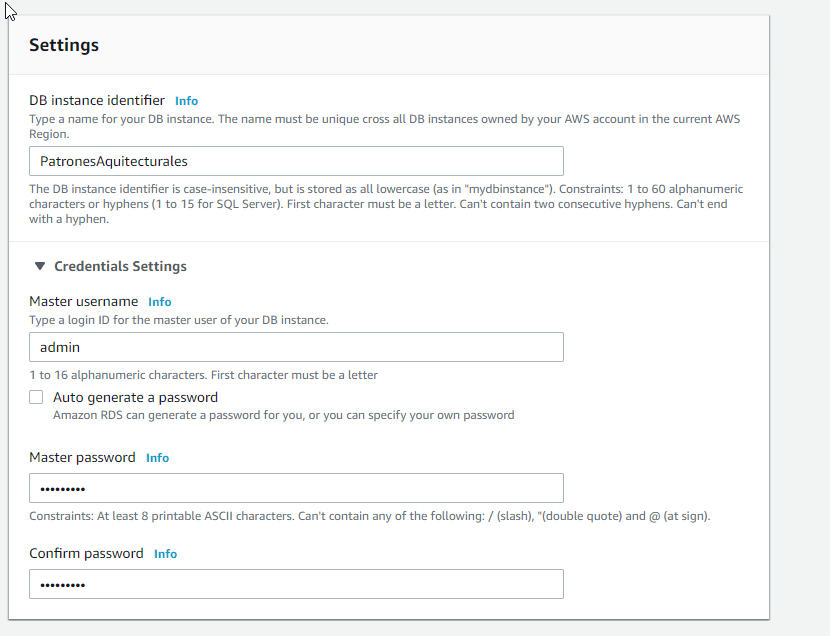 Settings
DB instance identifier Info
Type a name for your DB instance. The name must be unique cross all DB instances owned by your AWS account in the current AWS
Region.
PatronesAquitecturales
The DB instance identifier is case-insensitive, but is stored as all lowercase (as in "mydbinstance"). Constraints: 1 to 60 alphanumeric
characters or hyphens (1 to 15 for SQL Server). First character must be a letter. Can't contain two consecutive hyphens. Can't end
with a hyphen.
Credentials Settings
Master username Info
Type a login ID for the master user of your DB instance.
admin
1 to 16 alphanumeric characters. First character must be a letter
Auto generate a password
Amazon RDS can generate a password for you, or you can specify your own password
Master password Info
•••••••••
Constraints: At least 8 printable ASCII characters. Can't contain any of the following: / (slash), "(double quote) and @ (at sign).
Confirm password Info
•••••••••